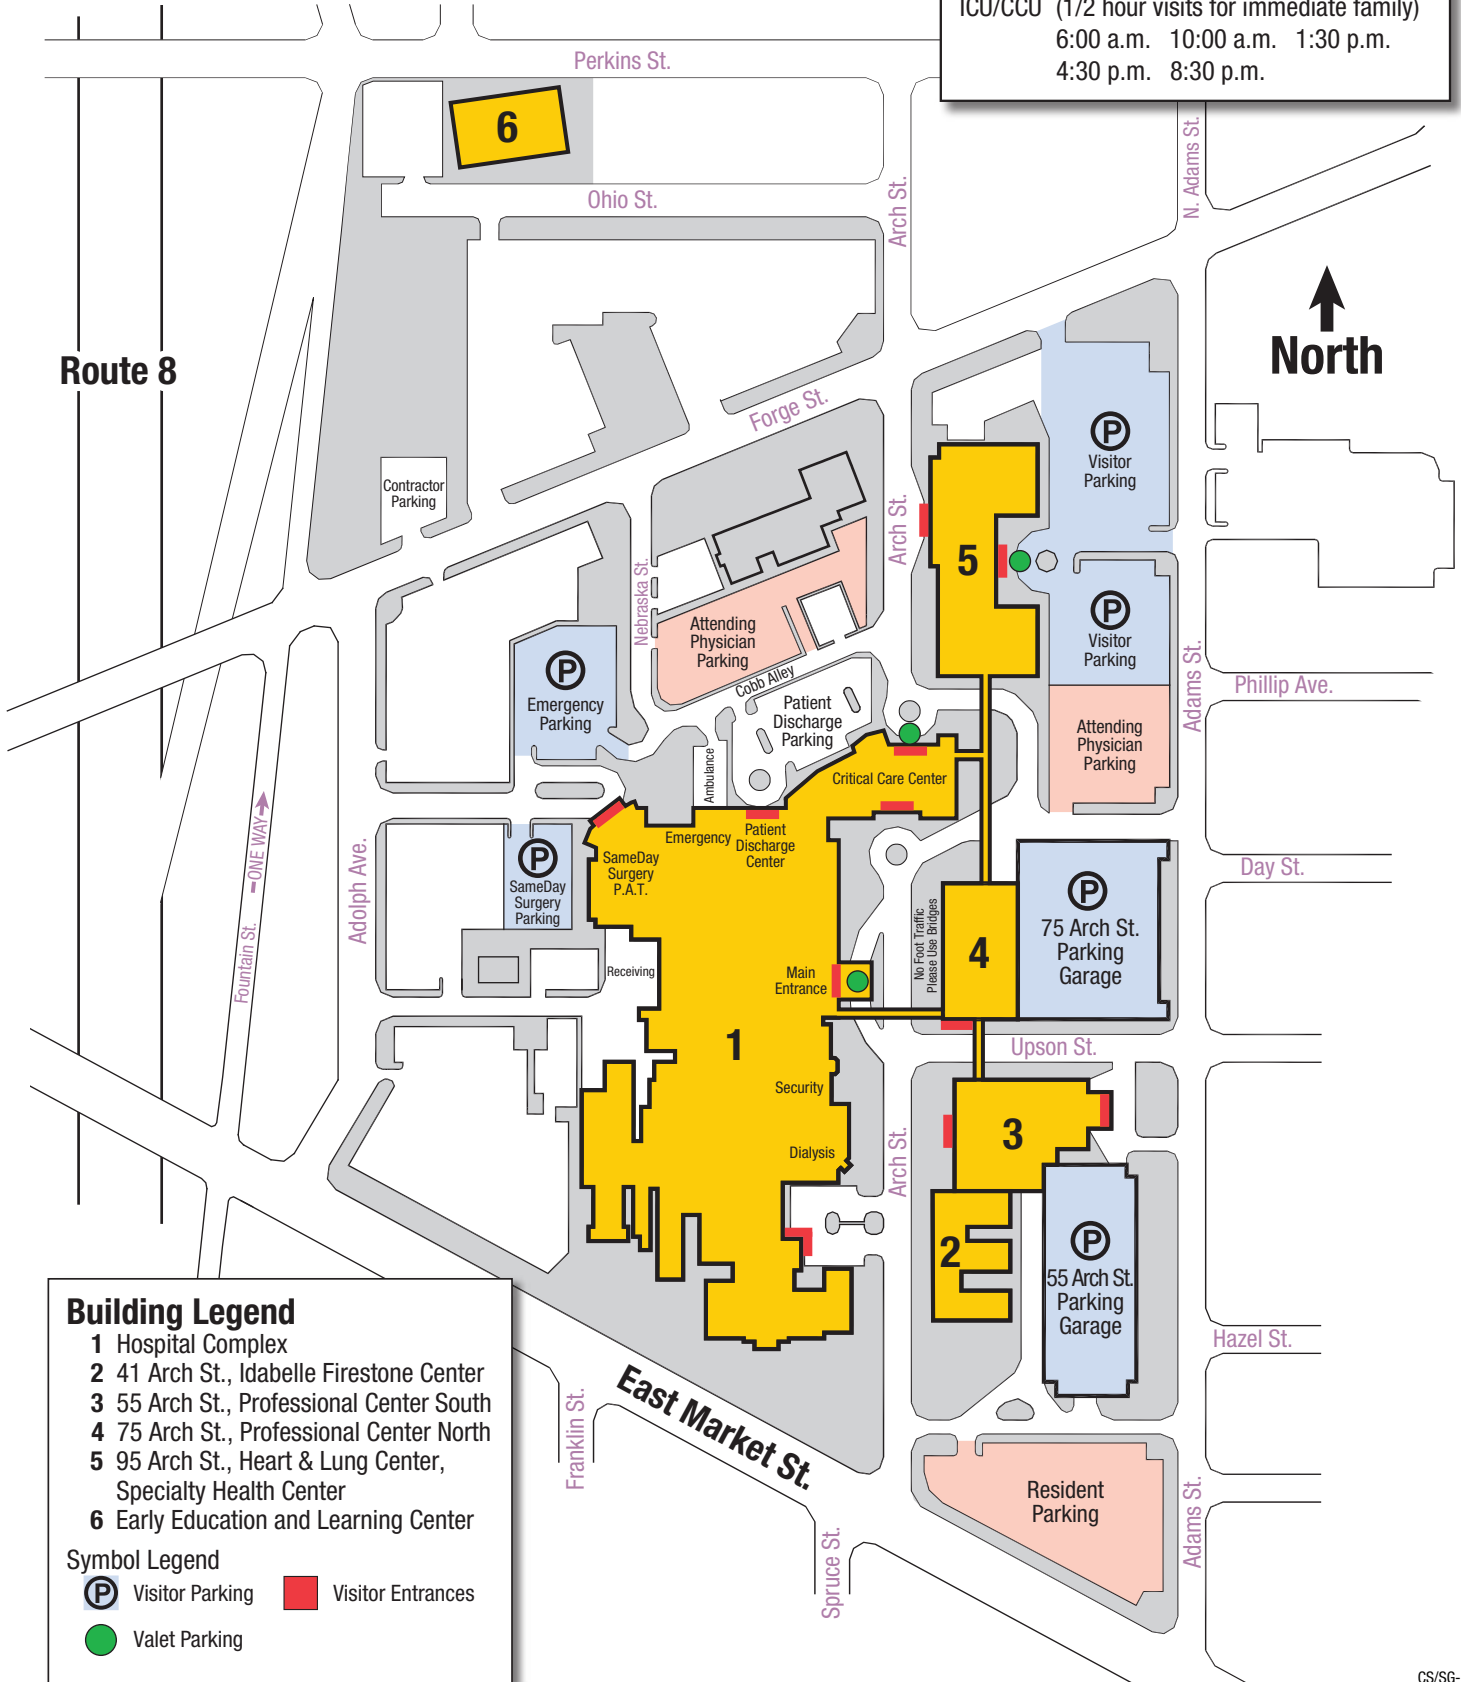 ICU/CCU (1/2 hour visits for immediate family)
6:00 a.m. 10:00 a.m. 1:30 p.m.
4:30 p.m. 8:30 p.m.
Perkins St.
6
Ohio St.
Arch St.
N. Adams St.
North
Route 8
Forge St.
Contractor
Parking
P
Visitor
Parking
Arch St.
5
Nebraska St.
Attending
Physician
Parking
P
Visitor
Parking
Cobb Alley
P
Emergency
Parking
Patient
Discharge
Parking
Adams St.
Phillip Ave.
Attending
Physician
Parking
Ambulance
Critical Care Center
Emergency
Patient
Discharge
Center
ONE WAY
Fountain St.
Adolph Ave.
P
SameDay
Surgery
Parking
SameDay
Surgery
P.A.T.
Day St.
P
75 Arch St.
Parking
Garage
No Foot Traffic
Please Use Bridges
4
Receiving
Main
Entrance
1
Upson St.
Security
Dialysis
Arch St.
3
2
P
55 Arch St.
Parking
Garage
Hazel St.
East Market St.
Franklin St.
Spruce St.
Resident
Parking
Adams St.
Building Legend
1 Hospital Complex
2 41 Arch St., Idabelle Firestone Center
3 55 Arch St., Professional Center South
4 75 Arch St., Professional Center North
5 95 Arch St., Heart & Lung Center,
Specialty Health Center
6 Early Education and Learning Center
Symbol Legend
P Visitor Parking
Visitor Entrances
Valet Parking
CS/SG-